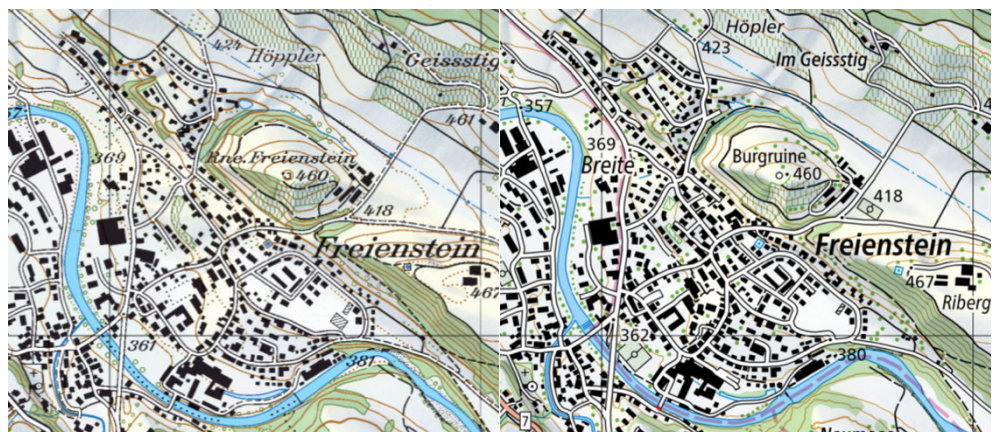 424
Höppler
Geissstig
461
369
Rne. Freienstein
460
418
Freienstein
467
361
381
Höpler
423
Im Geissstig
357
369
Breite
Burgruine
460
418
Freienstein
467
Riberg
362
380
7